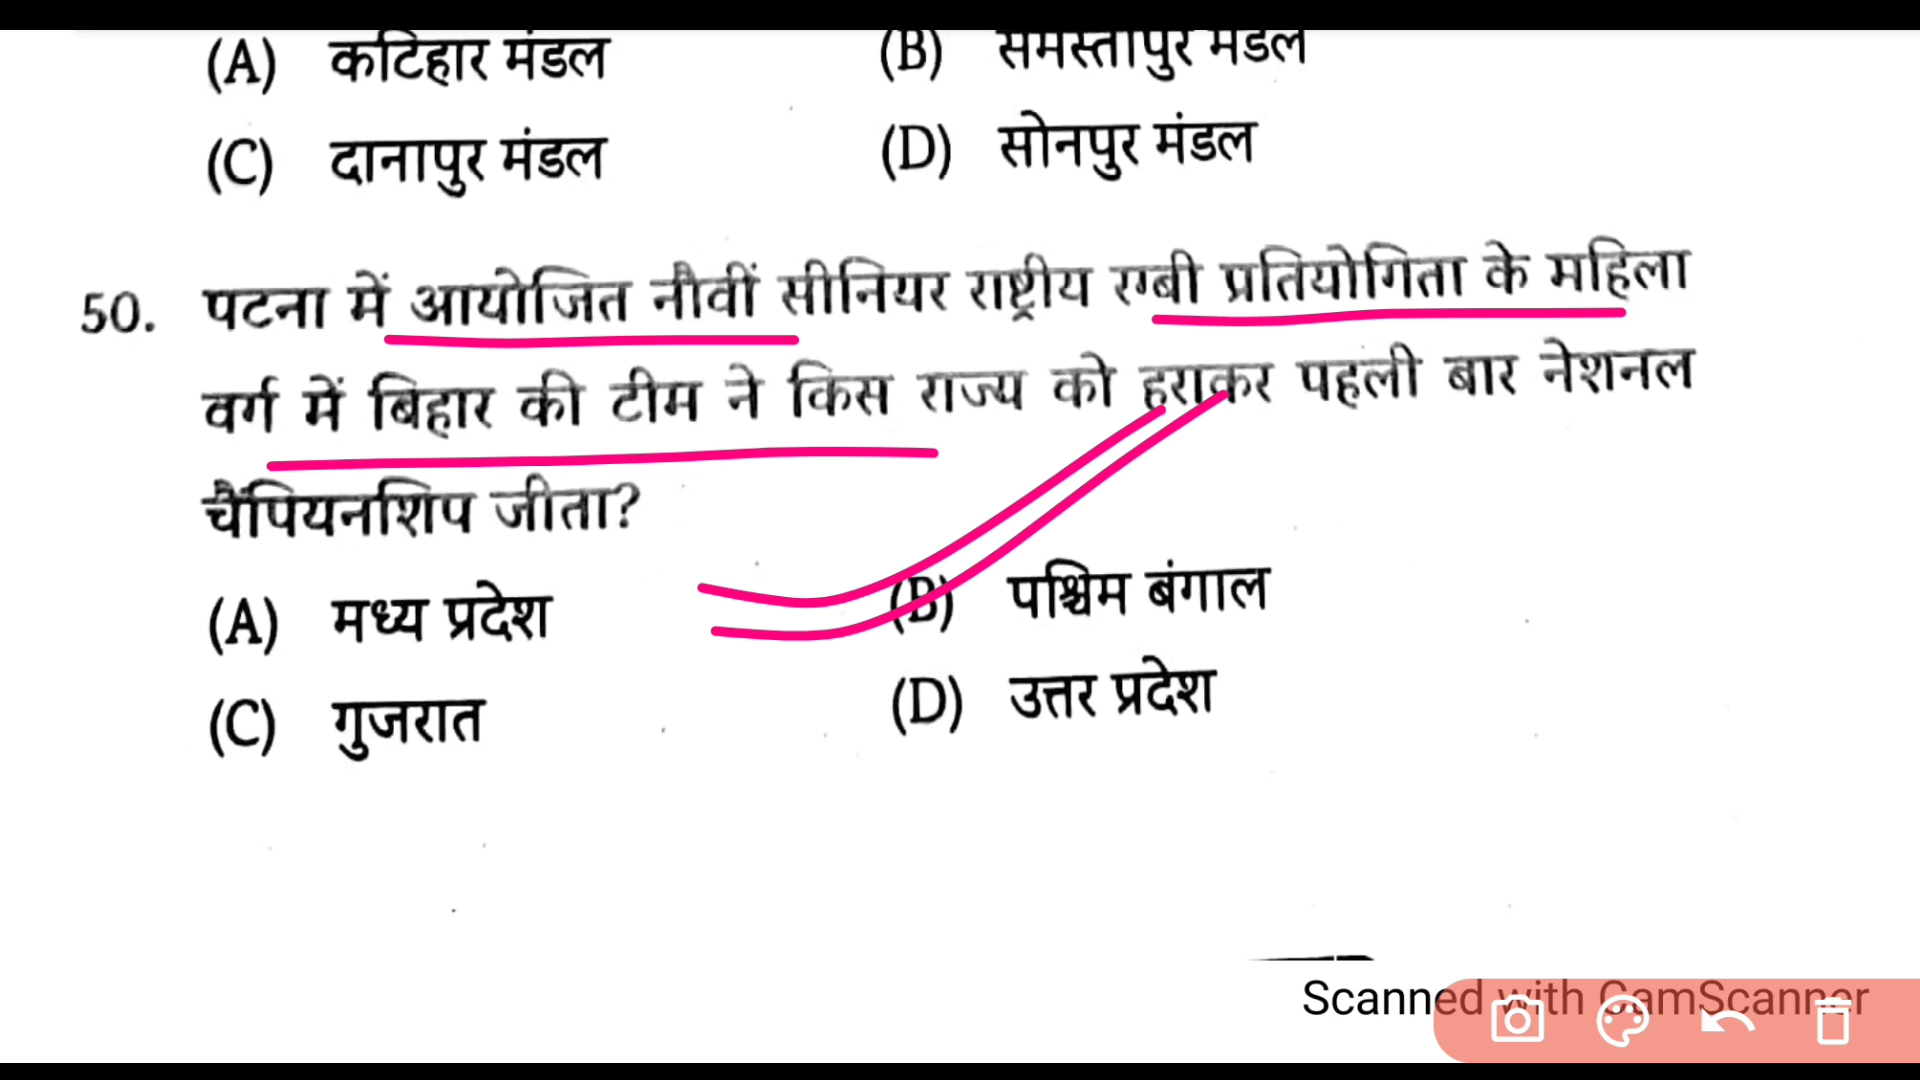 (A) कटिहार मंडल (B) समस्तीपुर मंडल
(C) दानापुर मंडल (D) सोनपुर मंडल
50. पटना में आयोजित नौवीं सीनियर राष्ट्रीय रग्बी प्रतियोगिता के महिला
वर्ग में बिहार की टीम ने किस राज्य को हराकर पहली बार नेशनल
चैंपियनशिप जीता?
(A) मध्य प्रदेश (B) पश्चिम बंगाल
(C) गुजरात (D) उत्तर प्रदेश
Scanned with CamScanner